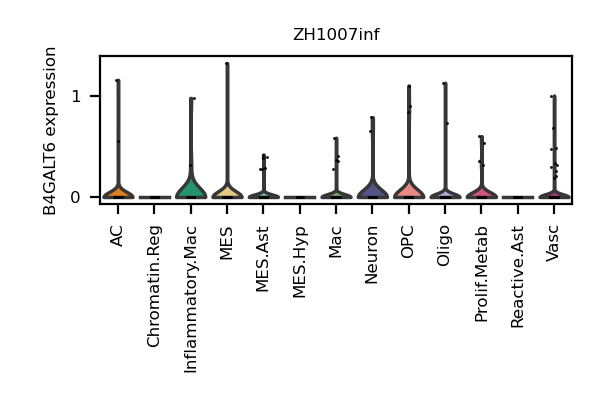 ZH1007inf
B4GALT6 expression
1
0
AC
Chromatin.Reg
Inflammatory.Mac
MES
MES.Ast
MES.Hyp
Mac
Neuron
OPC
Oligo
Prolif.Metab
Reactive.Ast
Vasc